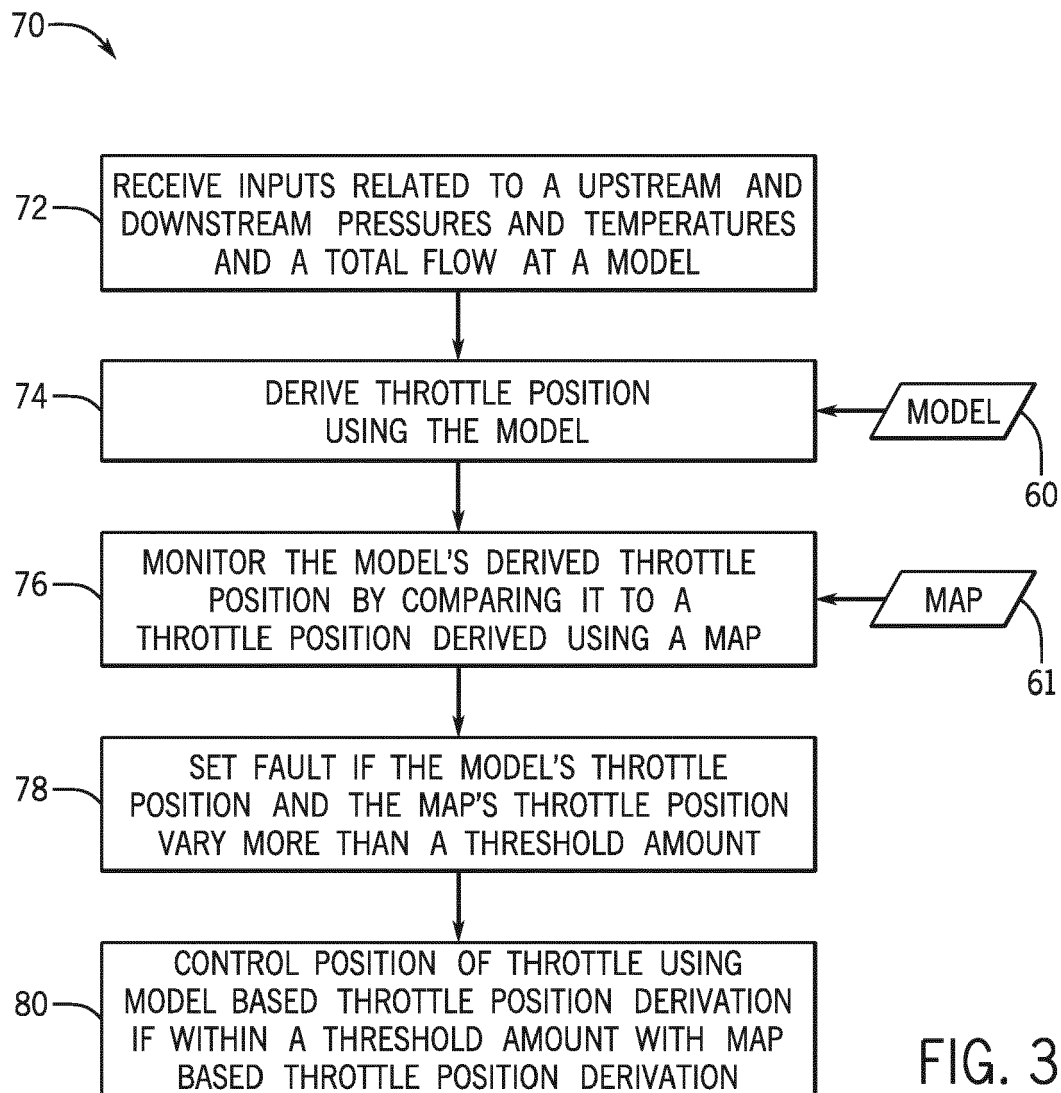 70
72
RECEIVE INPUTS RELATED TO A UPSTREAM AND
DOWNSTREAM PRESSURES AND TEMPERATURES
AND A TOTAL FLOW AT A MODEL
74
DERIVE THROTTLE POSITION
USING THE MODEL
MODEL
60
76
MONITOR THE MODEL'S DERIVED THROTTLE
POSITION BY COMPARING IT TO A
THROTTLE POSITION DERIVED USING A MAP
MAP
61
78
SET FAULT IF THE MODEL'S THROTTLE
POSITION AND THE MAP'S THROTTLE POSITION
VARY MORE THAN A THRESHOLD AMOUNT
80
CONTROL POSITION OF THROTTLE USING
MODEL BASED THROTTLE POSITION DERIVATION
IF WITHIN A THRESHOLD AMOUNT WITH MAP
BASED THROTTLE POSITION DERIVATION
FIG. 3